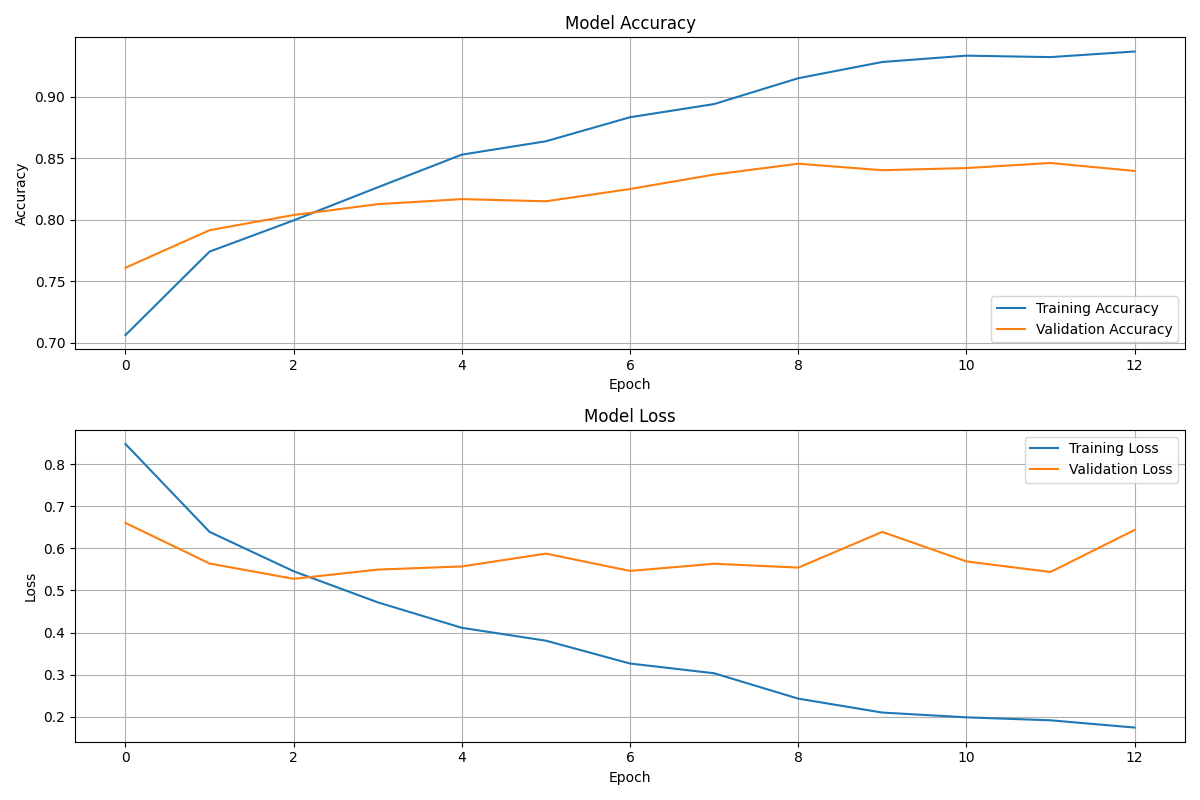 Model Accuracy
Accuracy
0.90
0.85
0.80
0.75
0.70
Training Accuracy
Validation Accuracy
0 2 4 6 8 10 12
Epoch
Model Loss
Loss
0.8
0.7
0.6
0.5
0.4
0.3
0.2
Training Loss
Validation Loss
0 2 4 6 8 10 12
Epoch